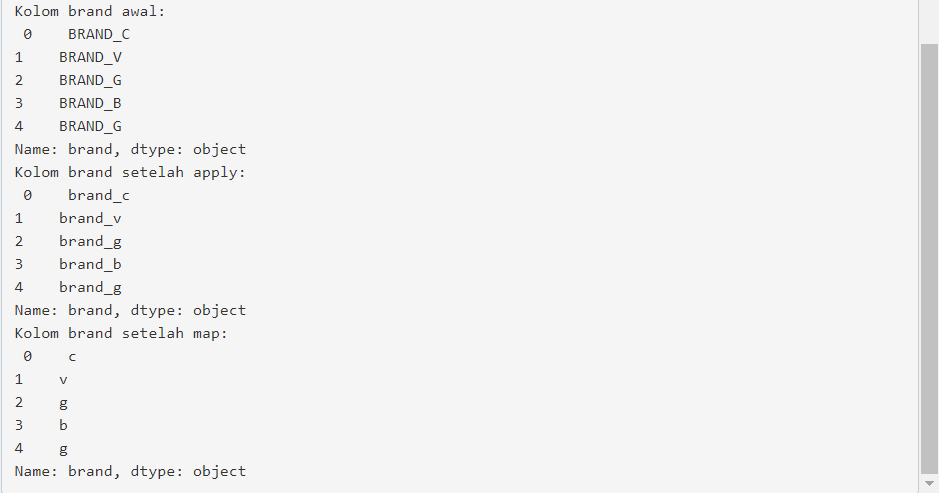 Kolom brand awal:
 0    BRAND_C
1    BRAND_V
2    BRAND_G
3    BRAND_B
4    BRAND_G
Name: brand, dtype: object
Kolom brand setelah apply:
 0    brand_c
1    brand_v
2    brand_g
3    brand_b
4    brand_g
Name: brand, dtype: object
Kolom brand setelah map:
 0    c
1    v
2    g
3    b
4    g
Name: brand, dtype: object